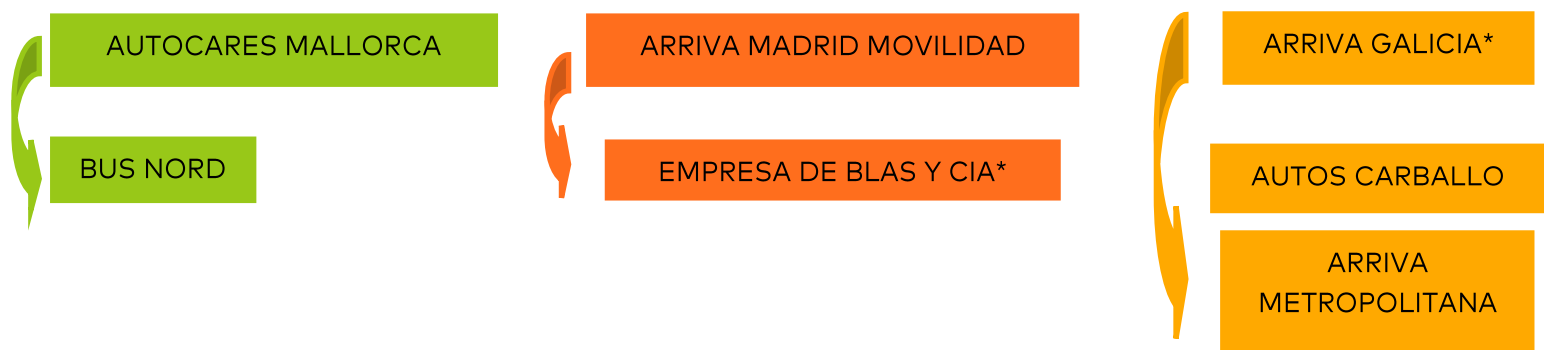 AUTOCARES MALLORCA
BUS NORD
ARRIVA MADRID MOVILIDAD
EMPRESA DE BLAS Y CIA*
ARRIVA GALICIA*
AUTOS CARBALLO
ARRIVA
METROPOLITANA